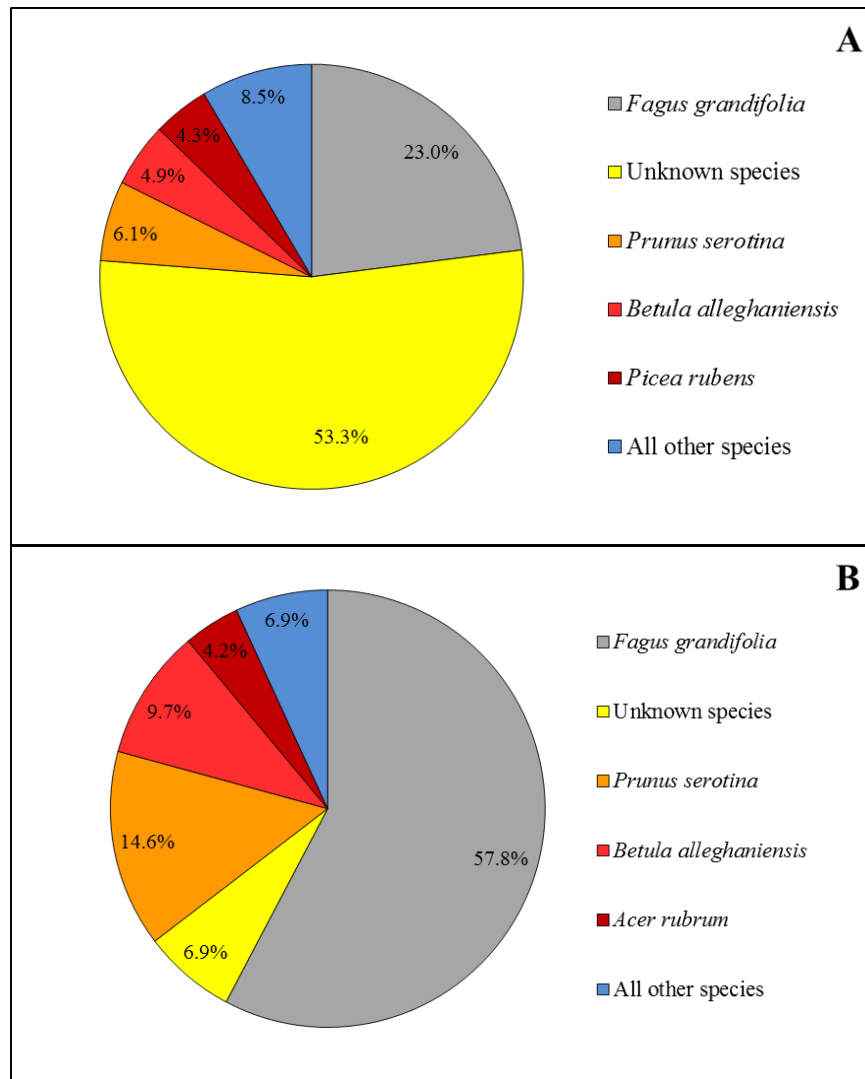 A
8.5%
4.3%
23.0%
4.9%
6.1%
53.3%
Fagus grandifolia
Unknown species
Prunus serotina
Betula alleghaniensis
Picea rubens
All other species
B
6.9%
4.2%
9.7%
14.6%
57.8%
6.9%
Fagus grandifolia
Unknown species
Prunus serotina
Betula alleghaniensis
Acer rubrum
All other species